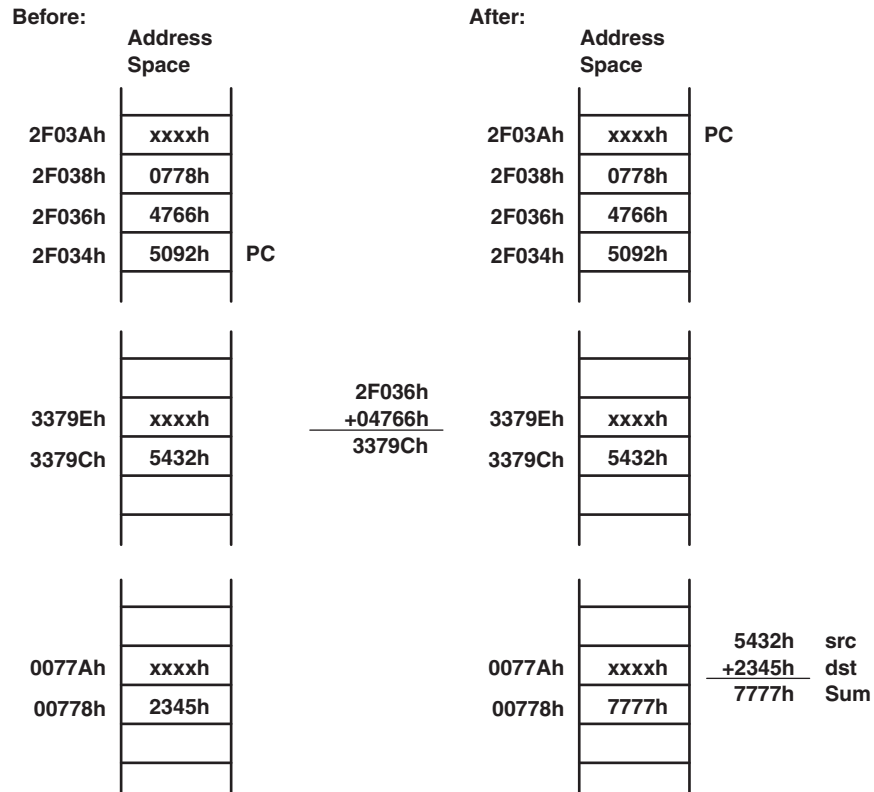 Before:
Address
Space
2F03Ah xxxxh
2F038h 0778h
2F036h 4766h
2F034h 5092h PC
3379Eh xxxxh
3379Ch 5432h
2F036h
+04766h
3379Ch
0077Ah xxxxh
00778h 2345h
After:
Address
Space
2F03Ah xxxxh PC
2F038h 0778h
2F036h 4766h
2F034h 5092h
3379Eh xxxxh
3379Ch 5432h
0077Ah xxxxh
00778h 7777h
5432h src
+2345h dst
7777h Sum